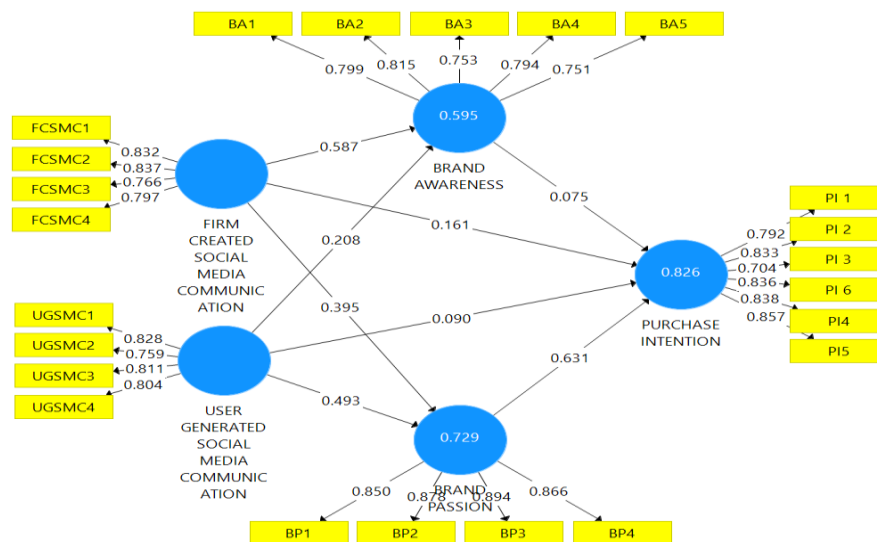 BA1
BA2
BA3
BA4
BA5
0.799
0.815
0.753
0.794
0.751
0.595
BRAND
AWARENESS
FCSMC1
FCSMC2
FCSMC3
FCSMC4
0.832
0.837
0.766
0.797
FIRM
CREATED
SOCIAL
MEDIA
COMMUNIC
ATION
0.587
0.208
0.161
0.395
0.075
0.090
0.631
0.493
0.826
PURCHASE
INTENTION
0.792
0.833
0.704
0.836
0.838
0.857
PI 1
PI 2
PI 3
PI 6
PI4
PI5
UGSMC1
UGSMC2
UGSMC3
UGSMC4
0.828
0.759
0.811
0.804
USER
GENERATED
SOCIAL
MEDIA
COMMUNIC
ATION
0.729
BRAND
PASSION
0.850
0.878
0.894
0.866
BP1
BP2
BP3
BP4